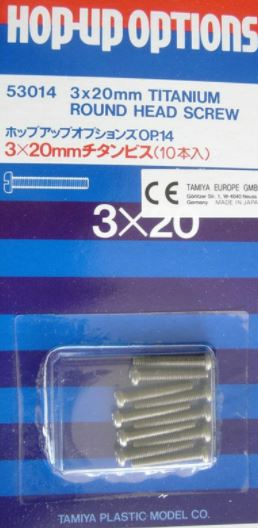 HOP-UP OPTIONS
53014 3x20mm TITANIUM
ROUND HEAD SCREW
ホップアップオプションズOP.14
3×20mmチタンビス(10本入)
CE TAMIYA EUROPE GMB
Germany MADE IN JAPA
3×20
TAMIYA PLASTIC MODEL CO.